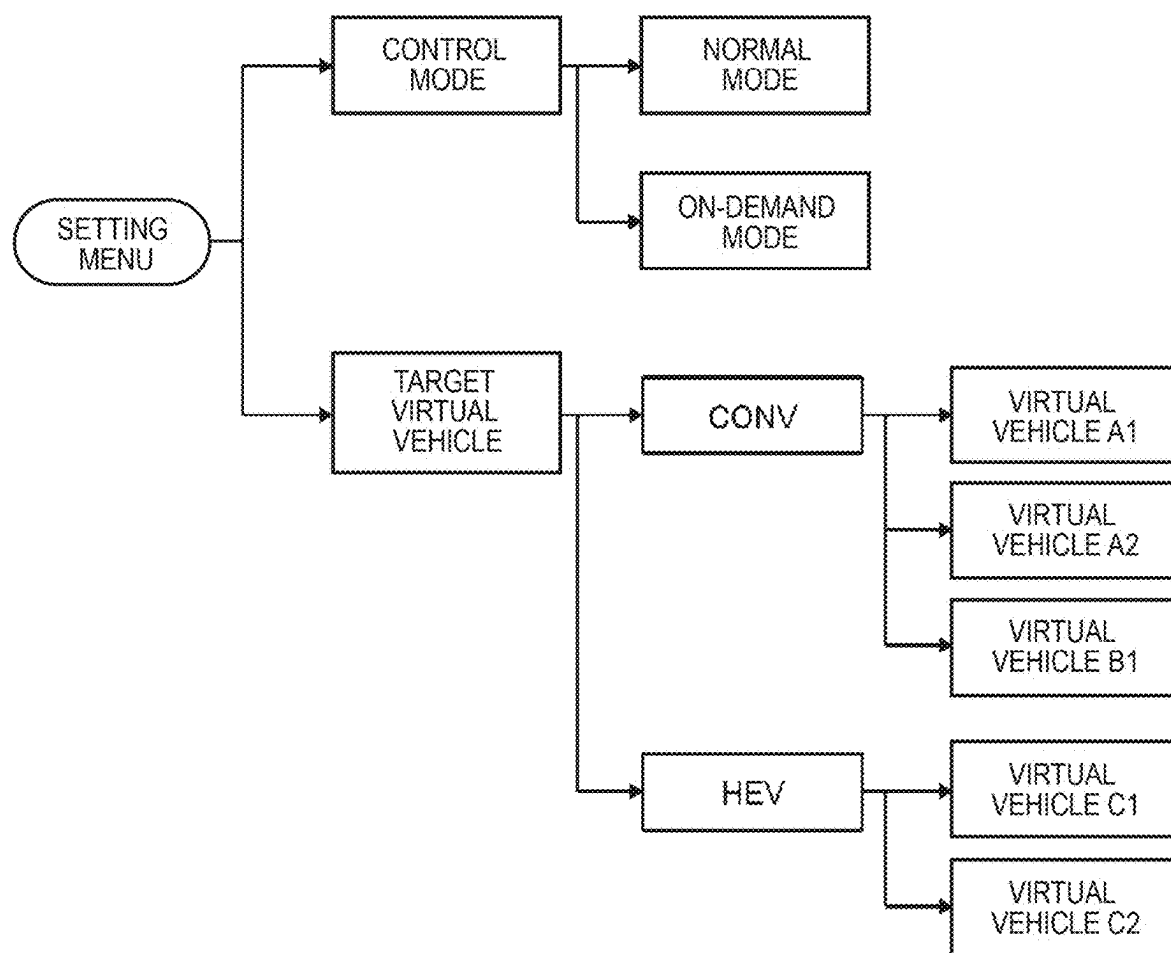 SETTING
MENU
CONTROL
MODE
NORMAL
MODE
ON-DEMAND
MODE
TARGET
VIRTUAL
VEHICLE
CONV
VIRTUAL
VEHICLE A1
VIRTUAL
VEHICLE A2
VIRTUAL
VEHICLE B1
HEV
VIRTUAL
VEHICLE C1
VIRTUAL
VEHICLE C2